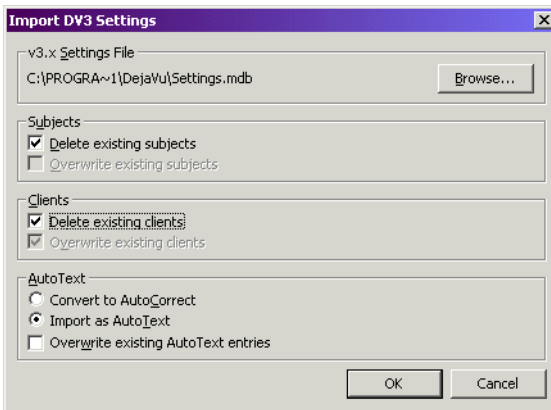 Import DV3 Settings
v3.x Settings File
C:\PROGRA~1\DejaVu\Settings.mdb
Browse...
Subjects
Delete existing subjects
Overwrite existing subjects
Clients
Delete existing clients
Overwrite existing clients
AutoText
Convert to AutoCorrect
Import as AutoText
Overwrite existing AutoText entries
OK Cancel